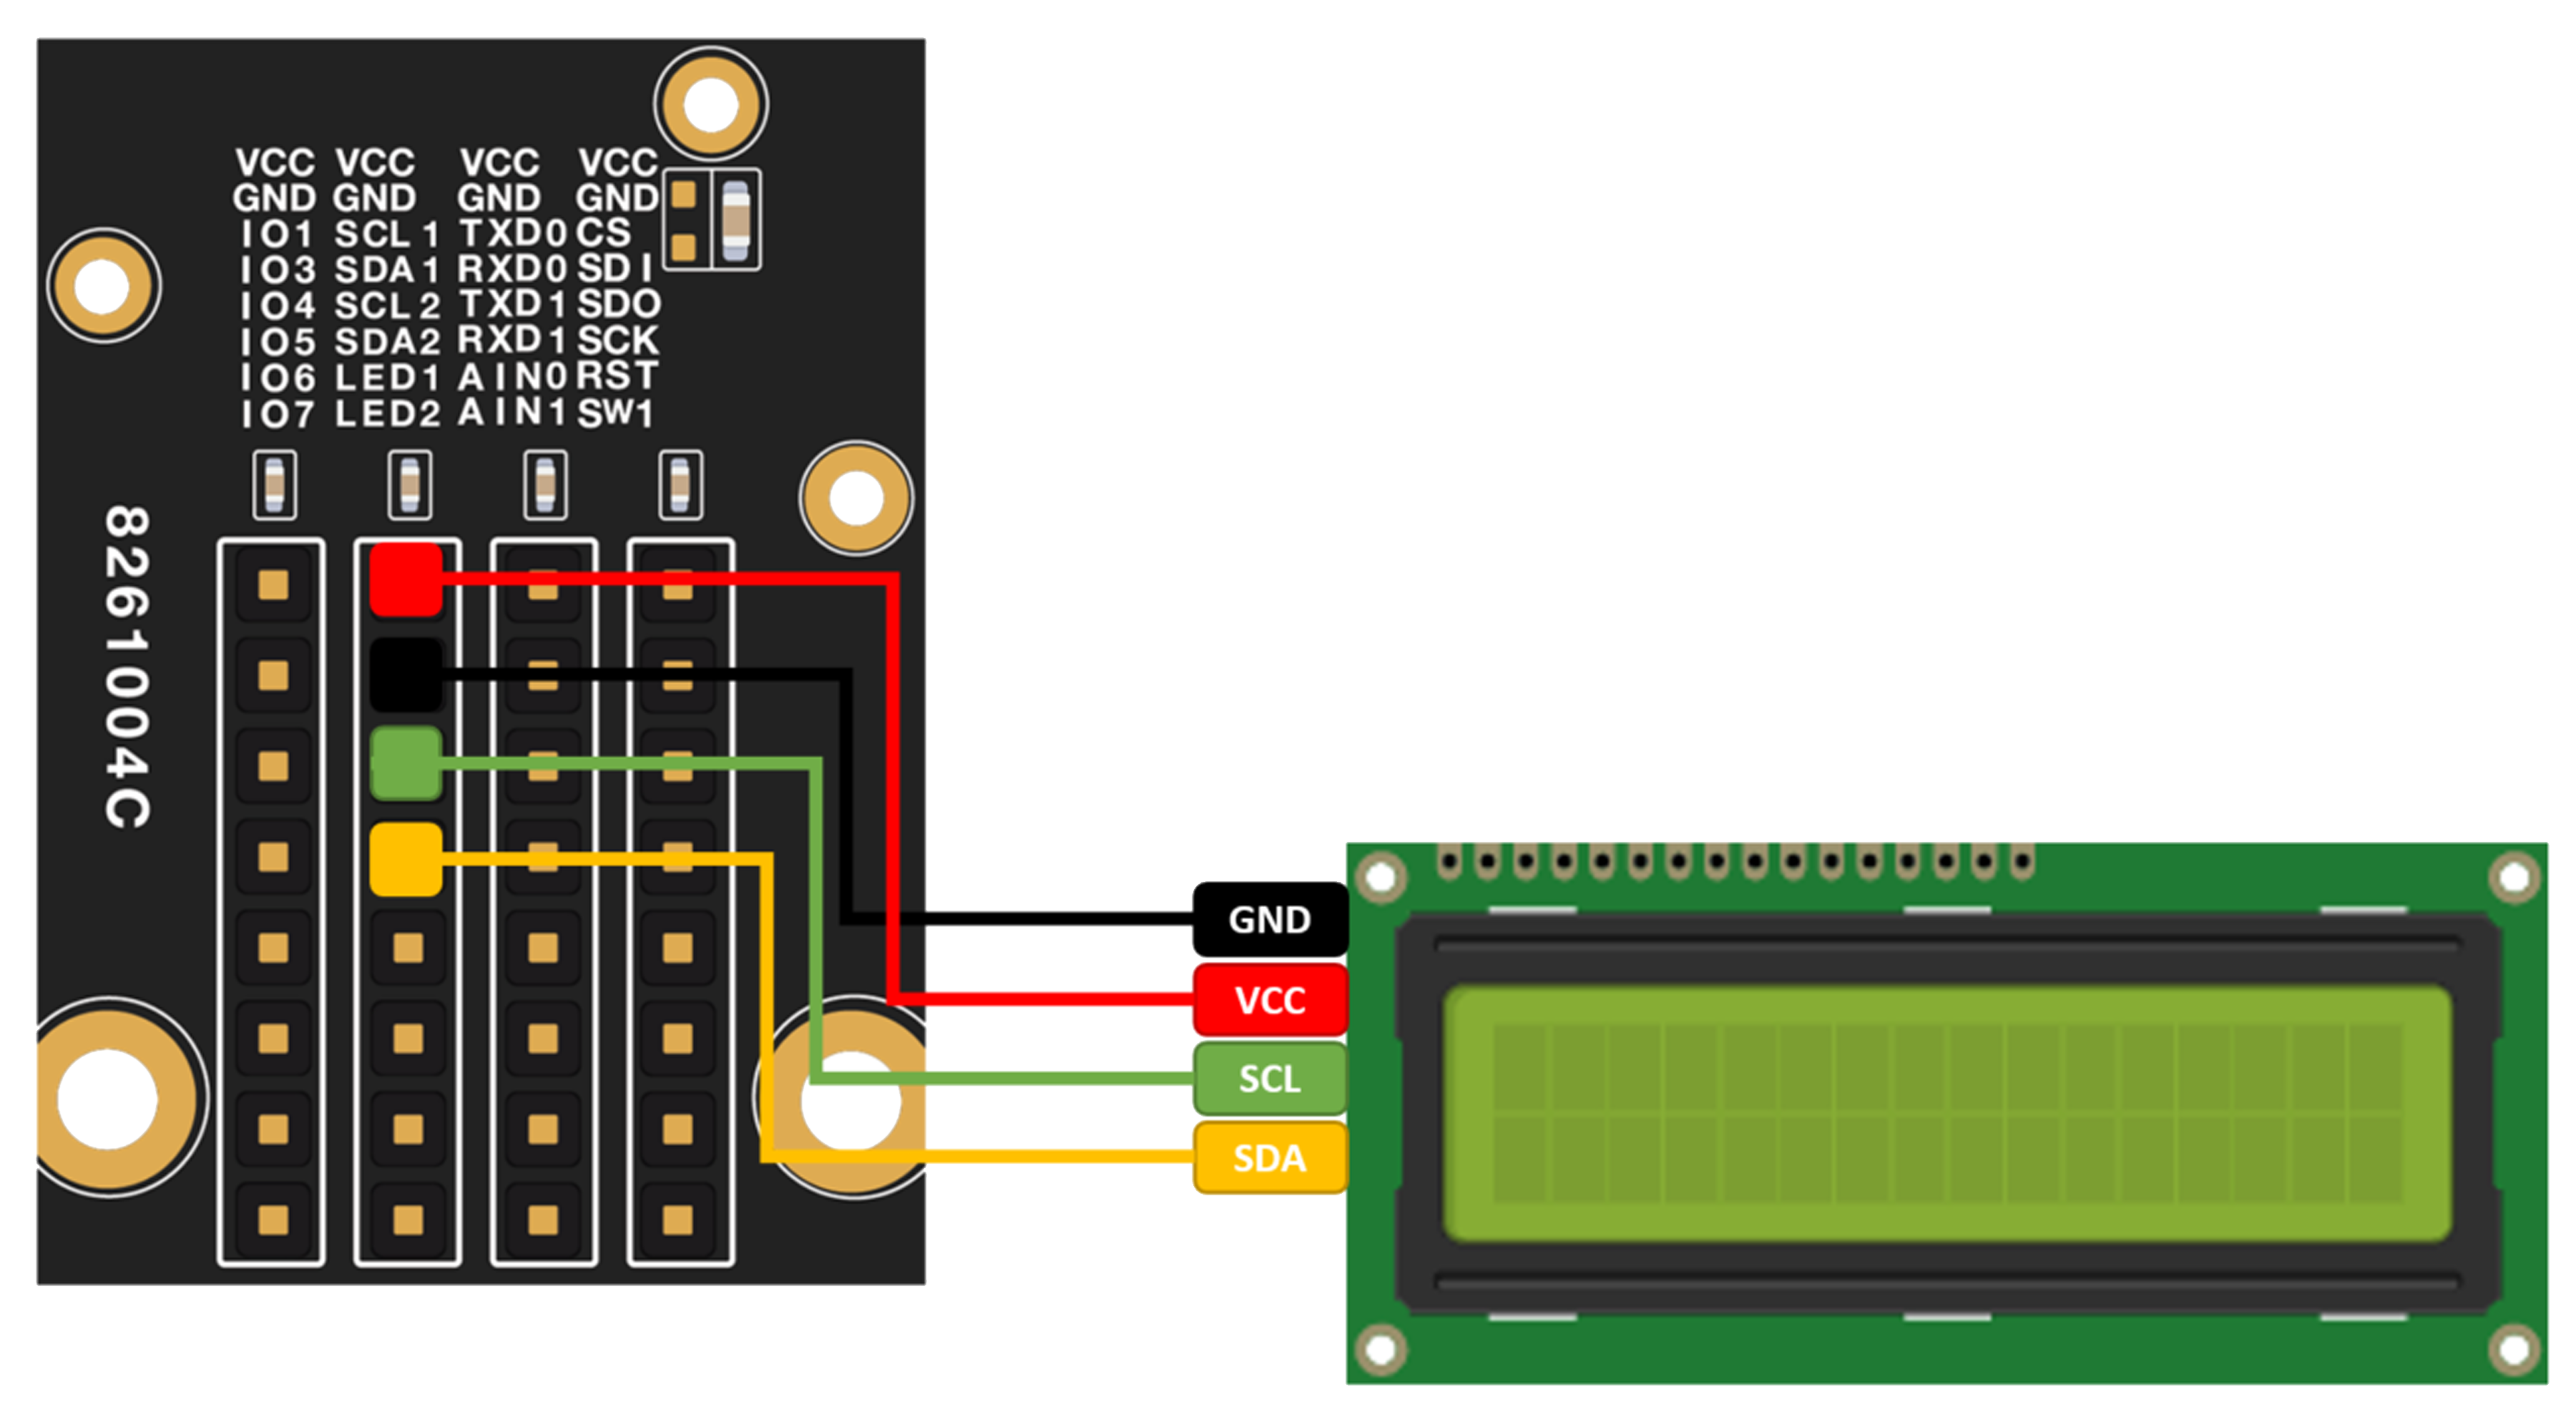 VCC VCC VCC VCC
GND GND GND GND
IO1 SCL1 TXD0 CS
IO3 SDA1 RXD0 SDI
IO4 SCL2 TXD1 SDO
IO5 SDA2 RXD1 SCK
IO6 LED1 AIN0 RST
IO7 LED2 AIN1 SW1
8261004C
GND
VCC
SCL
SDA